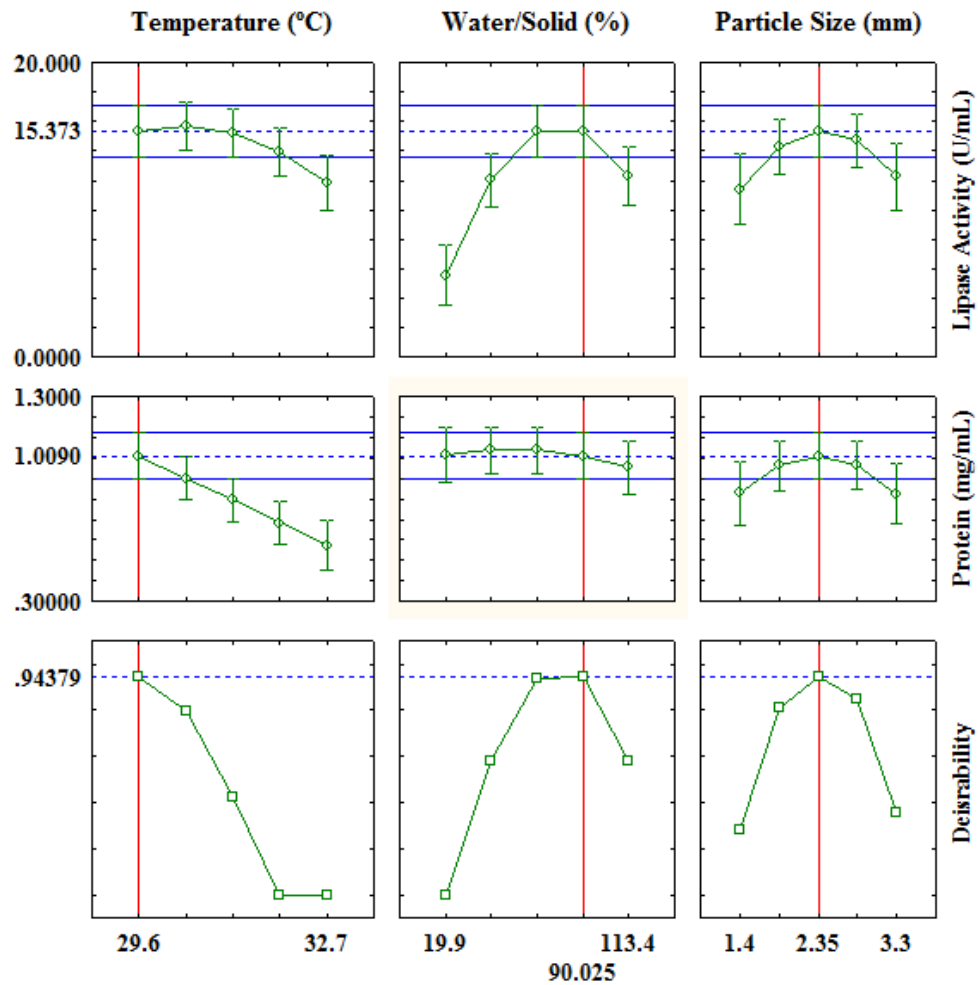 Temperature (ºC) Water/Solid (%) Particle Size (mm)
20.000
15.373
0.0000
Lipase Activity (U/mL)
1.3000
1.0090
.30000
Protein (mg/mL)
.94379
Deisrability
29.6 32.7 19.9 113.4 1.4 2.35 3.3
90.025